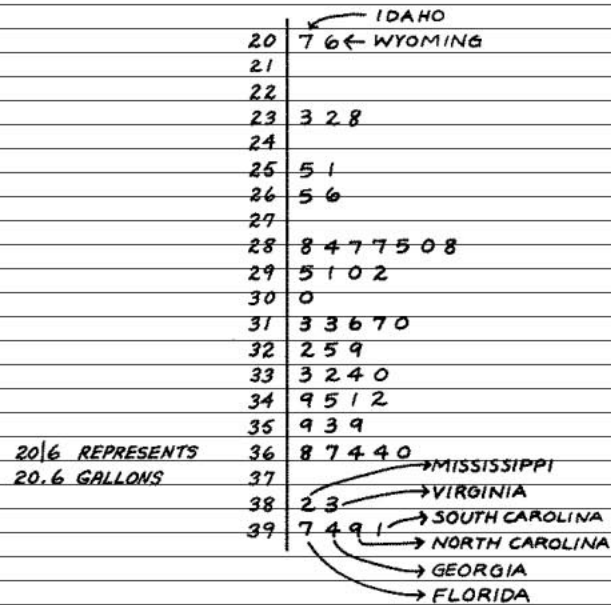 IDAHO
20 | 7 6 ← WYOMING
21
22
23 | 3 2 8
24
25 | 5 1
26 | 5 6
27
28 | 8 4 7 7 5 0 8
29 | 5 1 0 2
30 | 0
31 | 3 3 6 7 0
32 | 2 5 9
33 | 3 2 4 0
34 | 9 5 1 2
35 | 9 3 9
20|6 REPRESENTS 36 | 8 7 4 4 0
MISSISSIPPI
20.6 GALLONS 37
VIRGINIA
38 | 2 3
SOUTH CAROLINA
39 | 7 4 9 1
NORTH CAROLINA
GEORGIA
FLORIDA